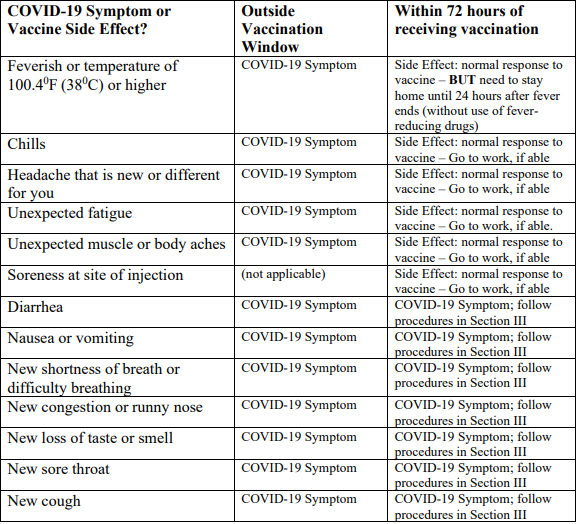 COVID-19 Symptom or
Vaccine Side Effect?
Outside
Vaccination
Window
Within 72 hours of
receiving vaccination
Feverish or temperature of
100.4⁰F (38⁰C) or higher
COVID-19 Symptom
Side Effect: normal response to
vaccine – BUT need to stay
home until 24 hours after fever
ends (without use of fever-
reducing drugs)
Chills
COVID-19 Symptom
Side Effect: normal response to
vaccine – Go to work, if able
Headache that is new or different
for you
COVID-19 Symptom
Side Effect: normal response to
vaccine – Go to work, if able
Unexpected fatigue
COVID-19 Symptom
Side Effect: normal response to
vaccine – Go to work, if able.
Unexpected muscle or body aches
COVID-19 Symptom
Side Effect: normal response to
vaccine – Go to work, if able
Soreness at site of injection
(not applicable)
Side Effect: normal response to
vaccine – Go to work, if able
Diarrhea
COVID-19 Symptom
COVID-19 Symptom; follow
procedures in Section III
Nausea or vomiting
COVID-19 Symptom
COVID-19 Symptom; follow
procedures in Section III
New shortness of breath or
difficulty breathing
COVID-19 Symptom
COVID-19 Symptom; follow
procedures in Section III
New congestion or runny nose
COVID-19 Symptom
COVID-19 Symptom; follow
procedures in Section III
New loss of taste or smell
COVID-19 Symptom
COVID-19 Symptom; follow
procedures in Section III
New sore throat
COVID-19 Symptom
COVID-19 Symptom; follow
procedures in Section III
New cough
COVID-19 Symptom
COVID-19 Symptom; follow
procedures in Section III